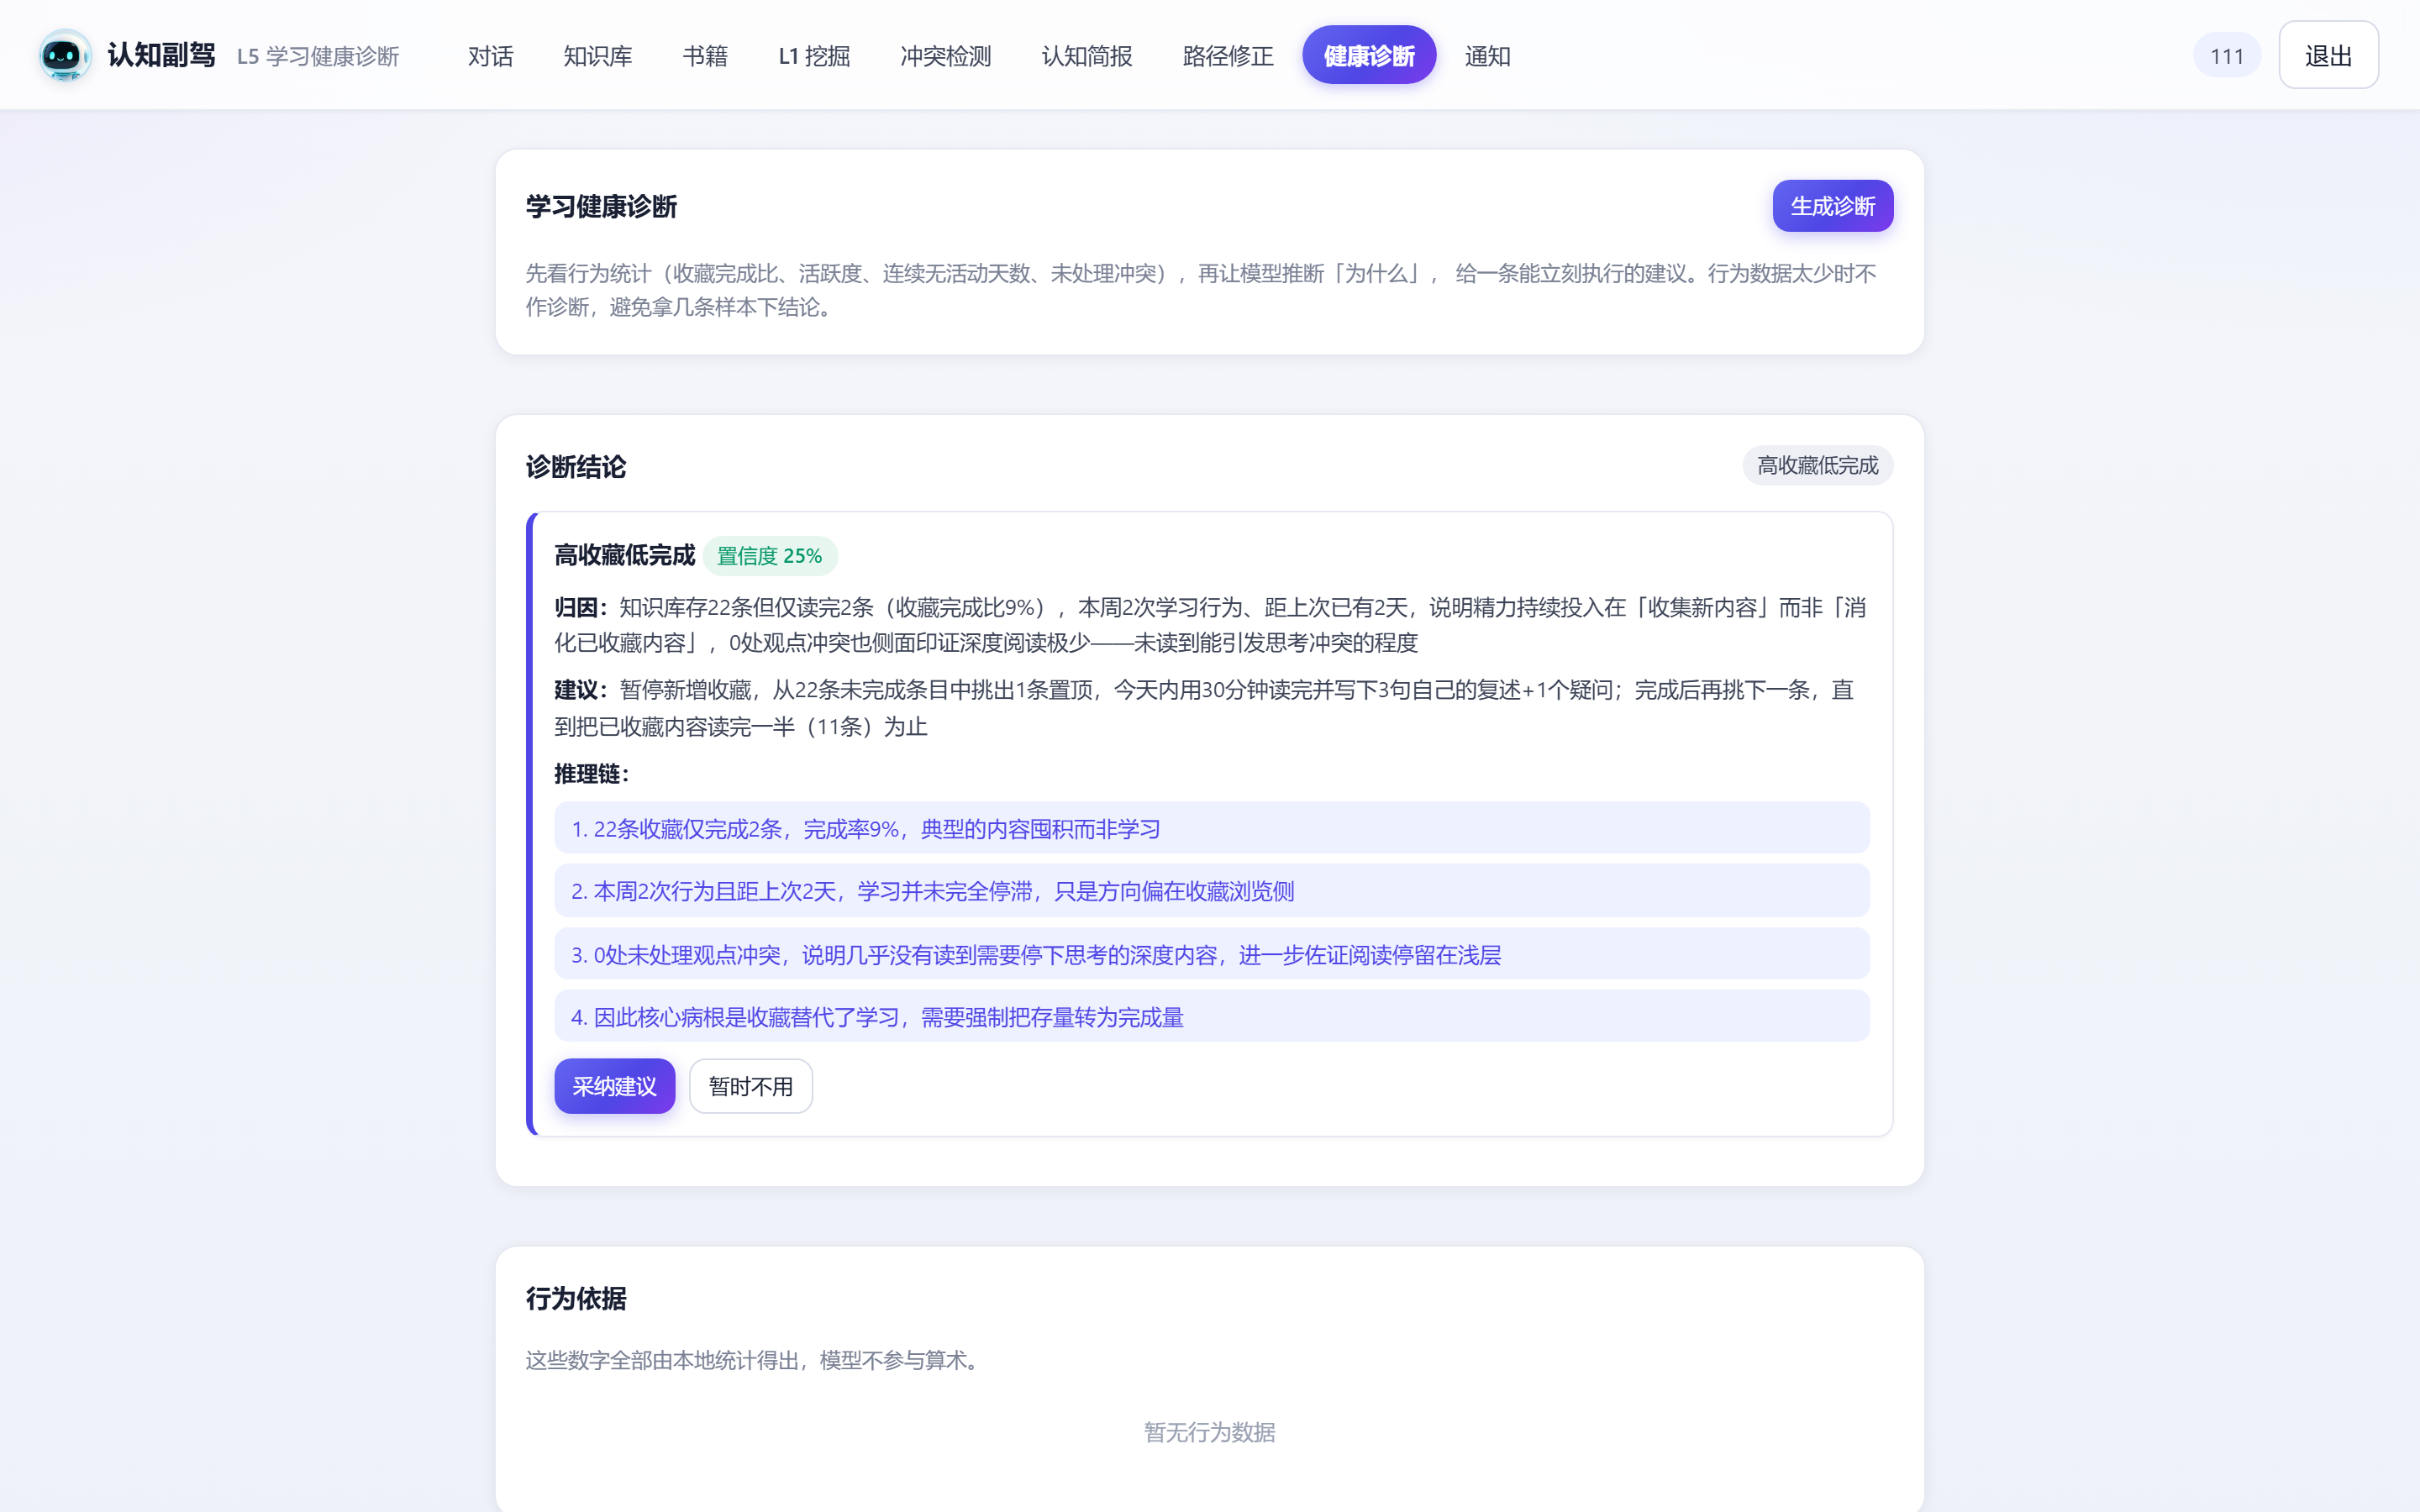 认知副驾 L5 学习健康诊断 对话 知识库 书籍 L1 挖掘 冲突检测 认知简报 路径修正 健康诊断 通知 111 退出
学习健康诊断 生成诊断
先看行为统计（收藏完成比、活跃度、连续无活动天数、未处理冲突），再让模型推断「为什么」， 给一条能立刻执行的建议。行为数据太少时不
作诊断，避免拿几条样本下结论。
诊断结论 高收藏低完成
高收藏低完成 置信度 25%
归因：知识库存22条但仅读完2条（收藏完成比9%），本周2次学习行为、距上次已有2天，说明精力持续投入在「收集新内容」而非「消
化已收藏内容」，0处观点冲突也侧面印证深度阅读极少——未读到能引发思考冲突的程度
建议：暂停新增收藏，从22条未完成条目中挑出1条置顶，今天内用30分钟读完并写下3句自己的复述+1个疑问；完成后再挑下一条，直
到把已收藏内容读完一半（11条）为止
推理链：
1. 22条收藏仅完成2条，完成率9%，典型的内容囤积而非学习
2. 本周2次行为且距上次2天，学习并未完全停滞，只是方向偏在收藏浏览侧
3. 0处未处理观点冲突，说明几乎没有读到需要停下思考的深度内容，进一步佐证阅读停留在浅层
4. 因此核心病根是收藏替代了学习，需要强制把存量转为完成量
采纳建议 暂时不用
行为依据
这些数字全部由本地统计得出，模型不参与算术。
暂无行为数据